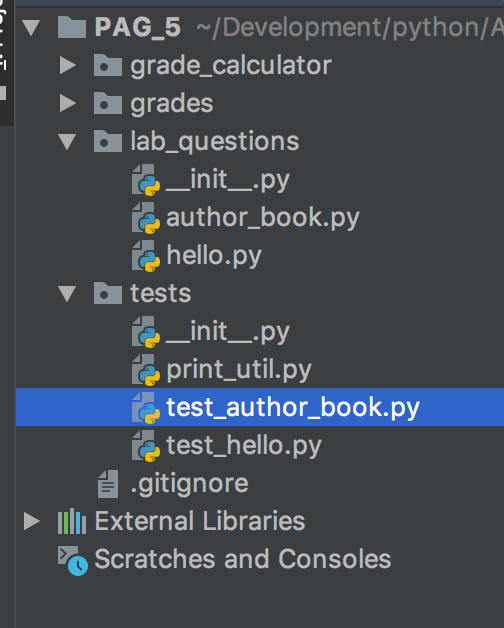 PAG_5 ~/Development/python/A
grade_calculator
grades
lab_questions
__init__.py
author_book.py
hello.py
tests
__init__.py
print_util.py
test_author_book.py
test_hello.py
.gitignore
External Libraries
Scratches and Consoles